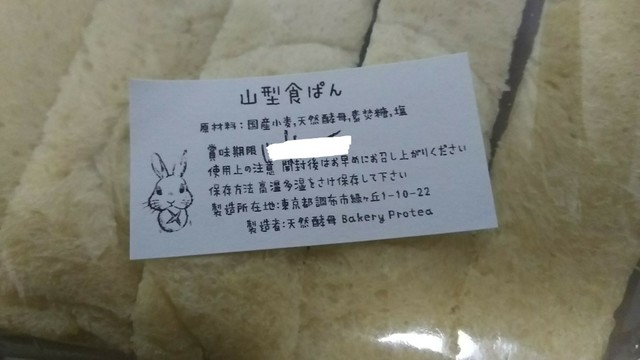 山型食ぱん
原材料:国産小麦,天然酵母,素焚糖,塩
賞味期限
使用上の注意 開封後はお早めにお召し上がりください
保存方法 高温多湿をさけ保存して下さい
製造所在地:東京都調布市緑ヶ丘1-10-22
製造者:天然酵母 Bakery Protea